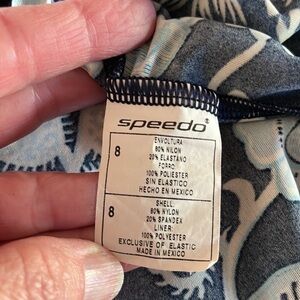 speedo
8
ENVOLTURA
80% NILON
20% ELASTANO
FORRO
100% POLIESTER
SIN ELASTICO
HECHO EN MEXICO
8
SHELL
80% NYLON
20% SPANDEX
LINER
100% POLYESTER
EXCLUSIVE OF ELASTIC
MADE IN MEXICO